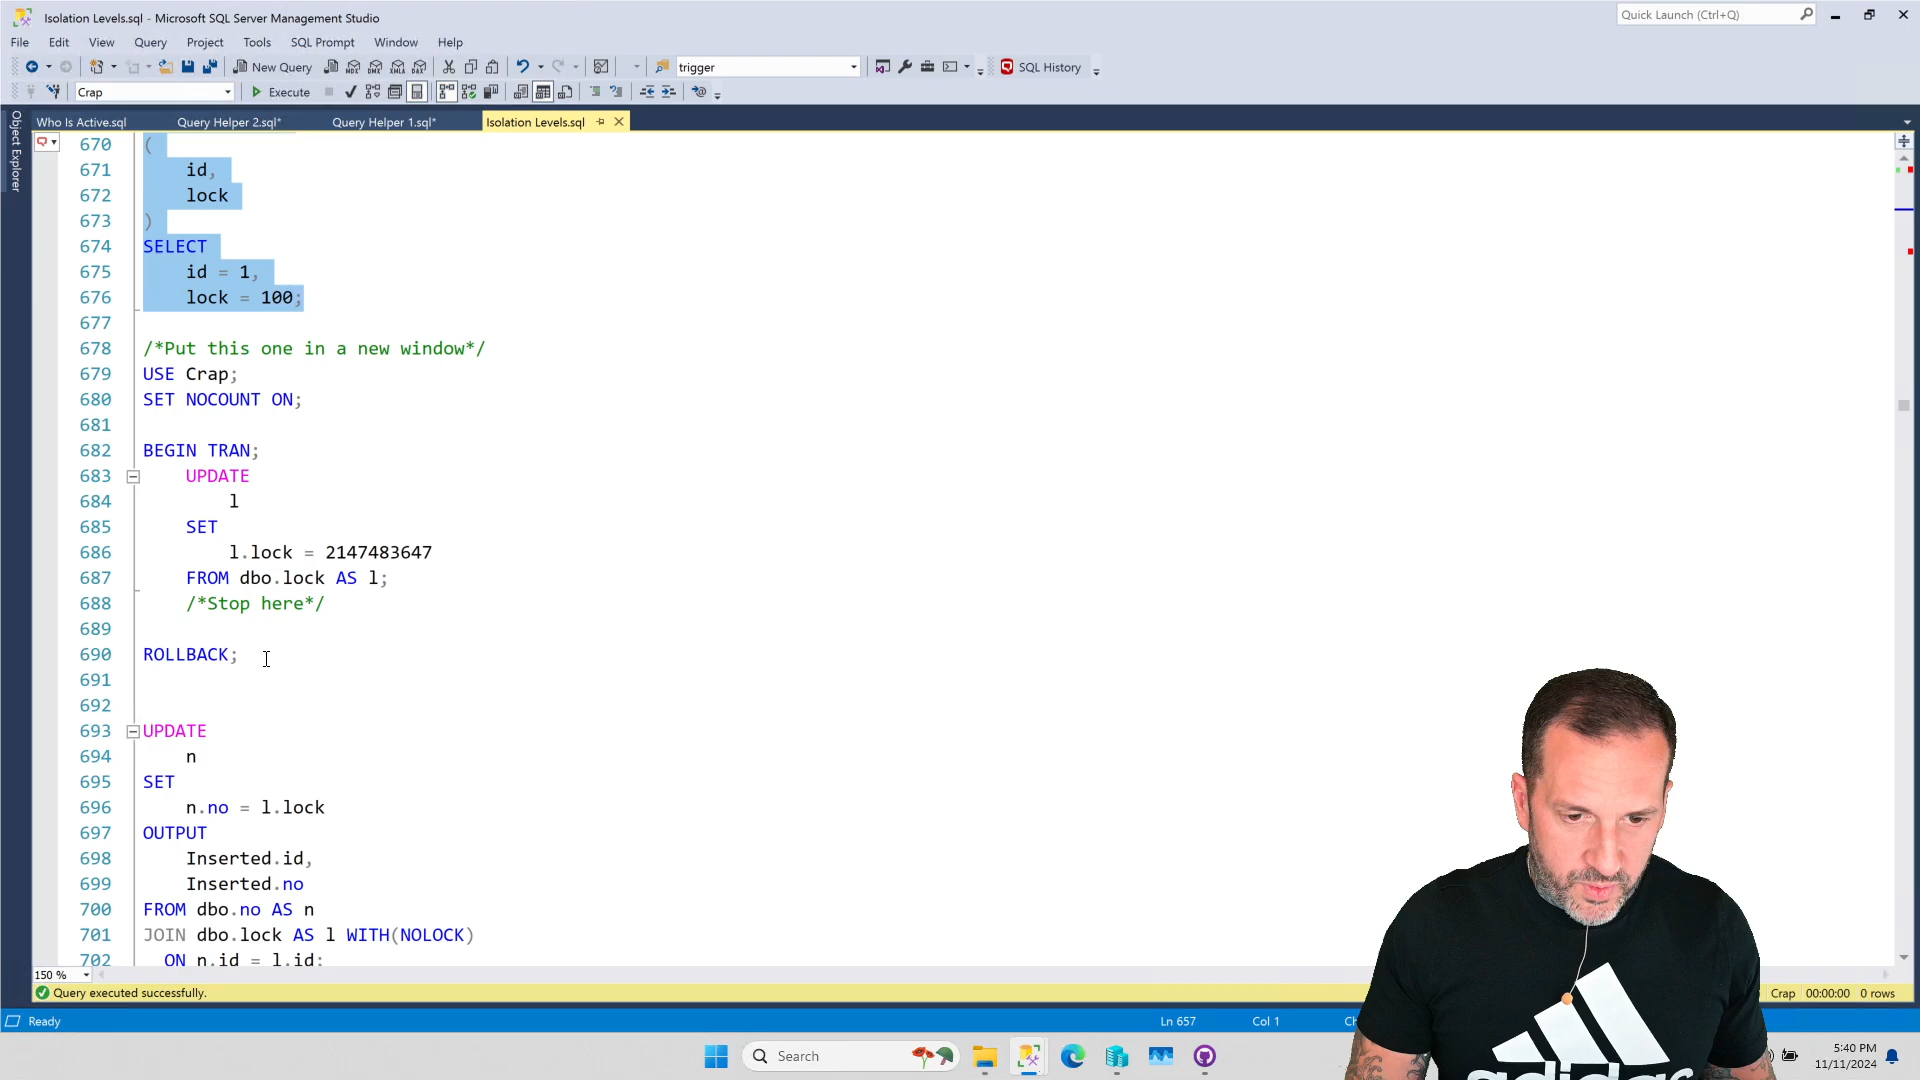 Isolation Levels.sql - Microsoft SQL Server Management Studio
Quick Launch (Ctrl+Q)
File Edit View Query Project Tools SQL Prompt Window Help
New Query MDX DMX XMLA DAX trigger SQL History
Crap Execute
Who Is Active.sql Query Helper 2.sql* Query Helper 1.sql* Isolation Levels.sql
Object Explorer
670 (
671 id,
672 lock
673 )
674 SELECT
675 id = 1,
676 lock = 100;
677
678 /*Put this one in a new window*/
679 USE Crap;
680 SET NOCOUNT ON;
681
682 BEGIN TRAN;
683 UPDATE
684 l
685 SET
686 l.lock = 2147483647
687 FROM dbo.lock AS l;
688 /*Stop here*/
689
690 ROLLBACK;
691
692
693 UPDATE
694 n
695 SET
696 n.no = l.lock
697 OUTPUT
698 Inserted.id,
699 Inserted.no
700 FROM dbo.no AS n
701 JOIN dbo.lock AS l WITH(NOLOCK)
702 ON n.id = l.id;
150 %
Query executed successfully. Crap 00:00:00 0 rows
Ready Ln 657 Col 1
Search
5:40 PM
11/11/2024
adidas